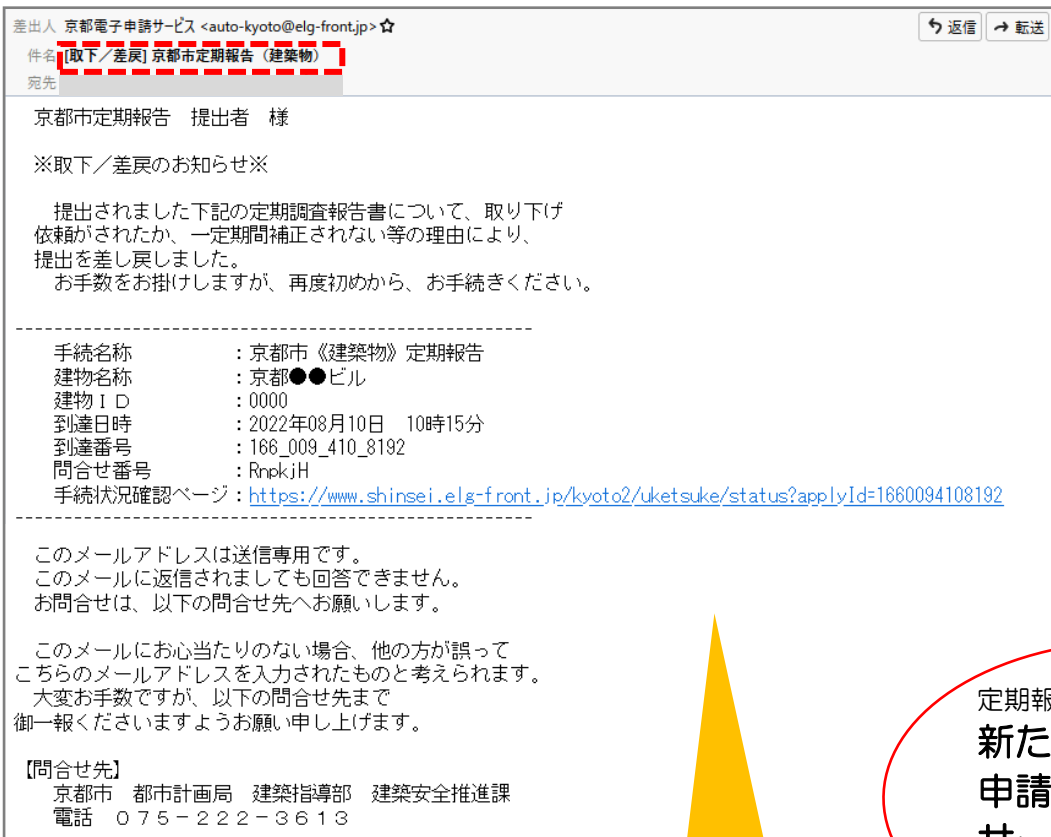 差出人 京都電子申請サービス <auto-kyoto@elg-front.jp>☆
返信 転送
件名 [取下／差戻] 京都市定期報告（建築物）
宛先
京都市定期報告　提出者　様
※取下／差戻のお知らせ※
提出されました下記の定期調査報告書について、取り下げ
依頼がされたか、一定期間補正されない等の理由により、
提出を差し戻しました。
お手数をお掛けしますが、再度初めから、お手続きください。
----------------------------------------------------
手続名称　　　　　：京都市《建築物》定期報告
建物名称　　　　　：京都●●ビル
建物ＩＤ　　　　　：0000
到達日時　　　　　：2022年08月10日　10時15分
到達番号　　　　　：166_009_410_8192
問合せ番号　　　　：RnpkjH
手続状況確認ページ：https://www.shinsei.elg-front.jp/kyoto2/uketsuke/status?applyId=1660094108192
----------------------------------------------------
このメールアドレスは送信専用です。
このメールに返信されましても回答できません。
お問合せは、以下の問合せ先へお願いします。
このメールにお心当たりのない場合、他の方が誤って
こちらのメールアドレスを入力されたものと考えられます。
大変お手数ですが、以下の問合せ先まで
御一報くださいますようお願い申し上げます。
【問合せ先】
京都市　都市計画局　建築指導部　建築安全推進課
電話　０７５－２２２－３６１３
定期報
新た
申請